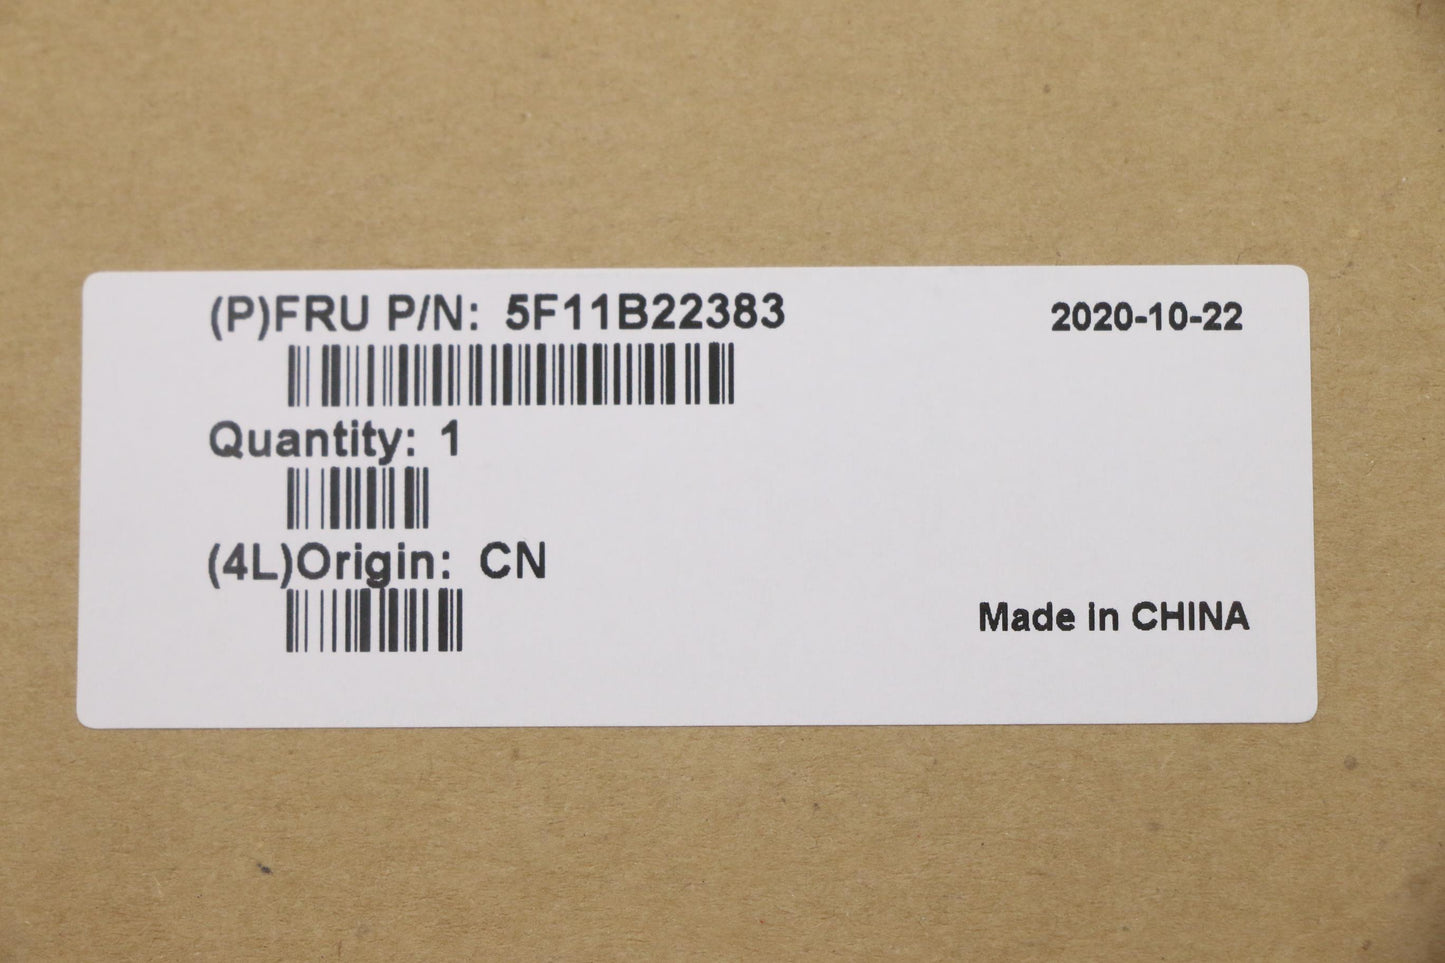 (P)FRU P/N: 5F11B22383
2020-10-22
Quantity: 1
(4L)Origin: CN
Made in CHINA